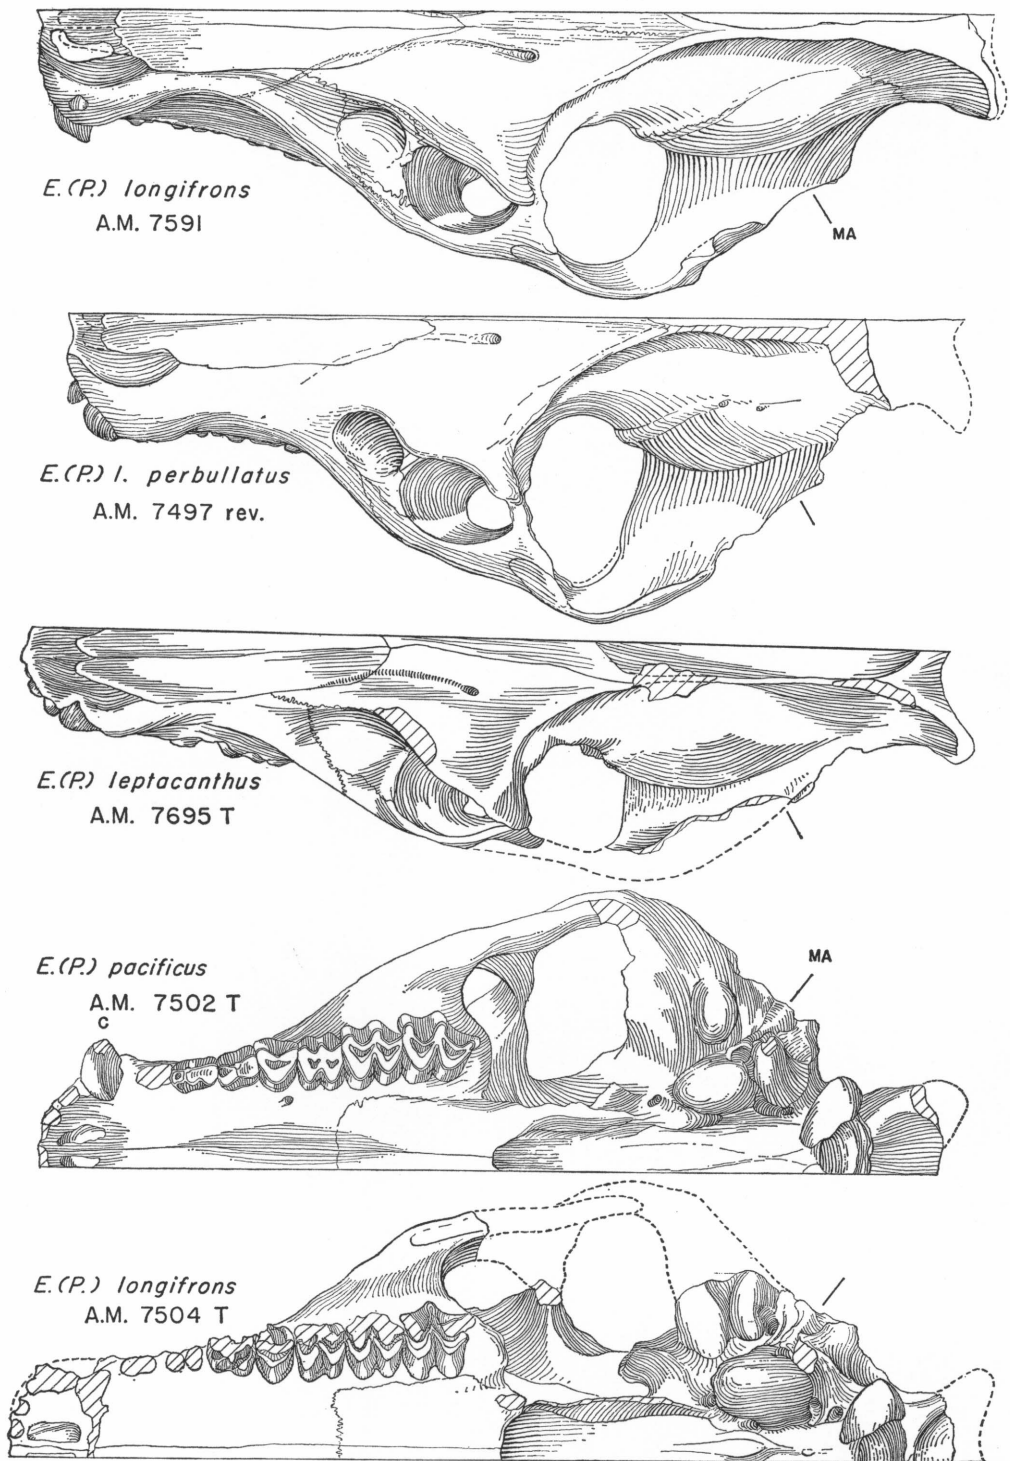 E.(P.) longifrons
A.M. 7591
MA
E.(P.) l. perbullatus
A.M. 7497 rev.
E.(P.) leptacanthus
A.M. 7695 T
E.(P.) pacificus
A.M. 7502 T
C
MA
E.(P.) longifrons
A.M. 7504 T